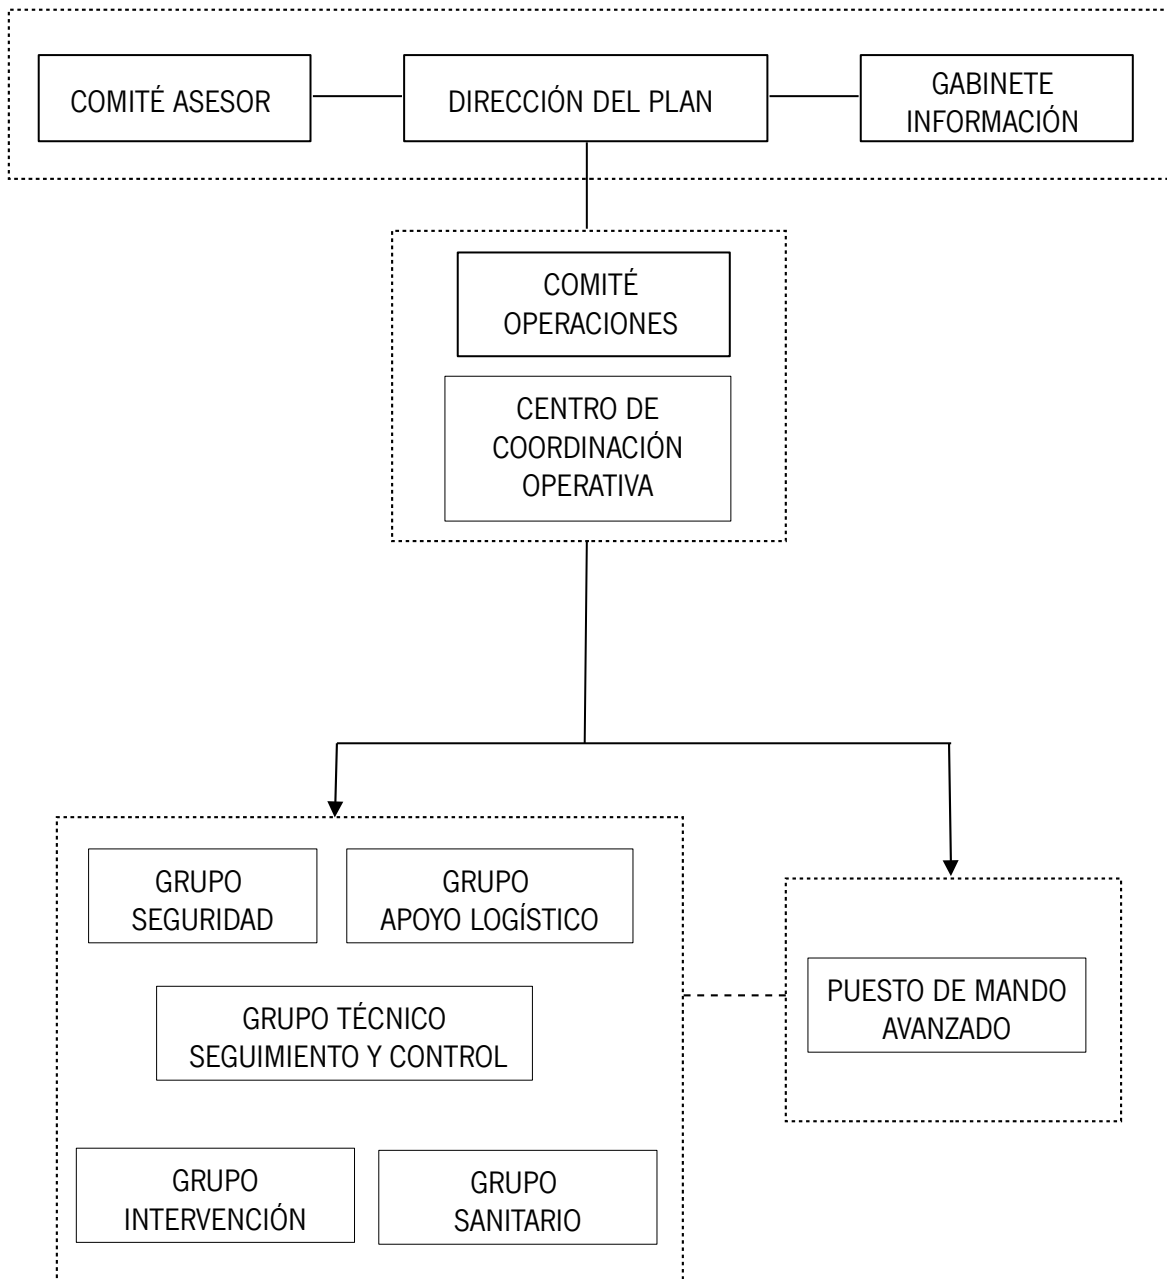 COMITÉ ASESOR
DIRECCIÓN DEL PLAN
GABINETE
INFORMACIÓN
COMITÉ
OPERACIONES
CENTRO DE
COORDINACIÓN
OPERATIVA
GRUPO
SEGURIDAD
GRUPO
APOYO LOGÍSTICO
GRUPO TÉCNICO
SEGUIMIENTO Y CONTROL
PUESTO DE MANDO
AVANZADO
GRUPO
INTERVENCIÓN
GRUPO
SANITARIO